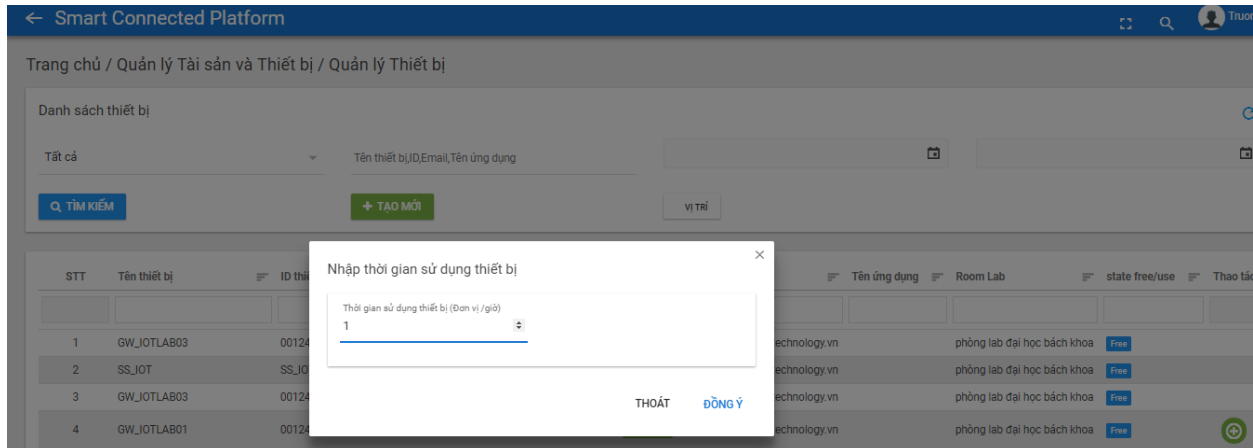 Smart Connected Platform
Trang chủ / Quản lý Tài sản và Thiết bị / Quản lý Thiết bị
Danh sách thiết bị
Tất cả Tên thiết bị,ID,Email,Tên ứng dụng
TÌM KIẾM + TẠO MỚI VỊ TRÍ
Nhập thời gian sử dụng thiết bị
STT Tên thiết bị ID Tên ứng dụng Room Lab state free/use Thao
Thời gian sử dụng thiết bị (Đơn vị /giờ)
1
1 GW_IOTLAB03 00124 echnology.vn phòng lab đại học bách khoa Free
2 SS_IOT SS_IO echnology.vn phòng lab đại học bách khoa Free
3 GW_IOTLAB03 00124 echnology.vn phòng lab đại học bách khoa Free
THOÁT ĐỒNG Ý
4 GW_IOTLAB01 00124 echnology.vn phòng lab đại học bách khoa Free